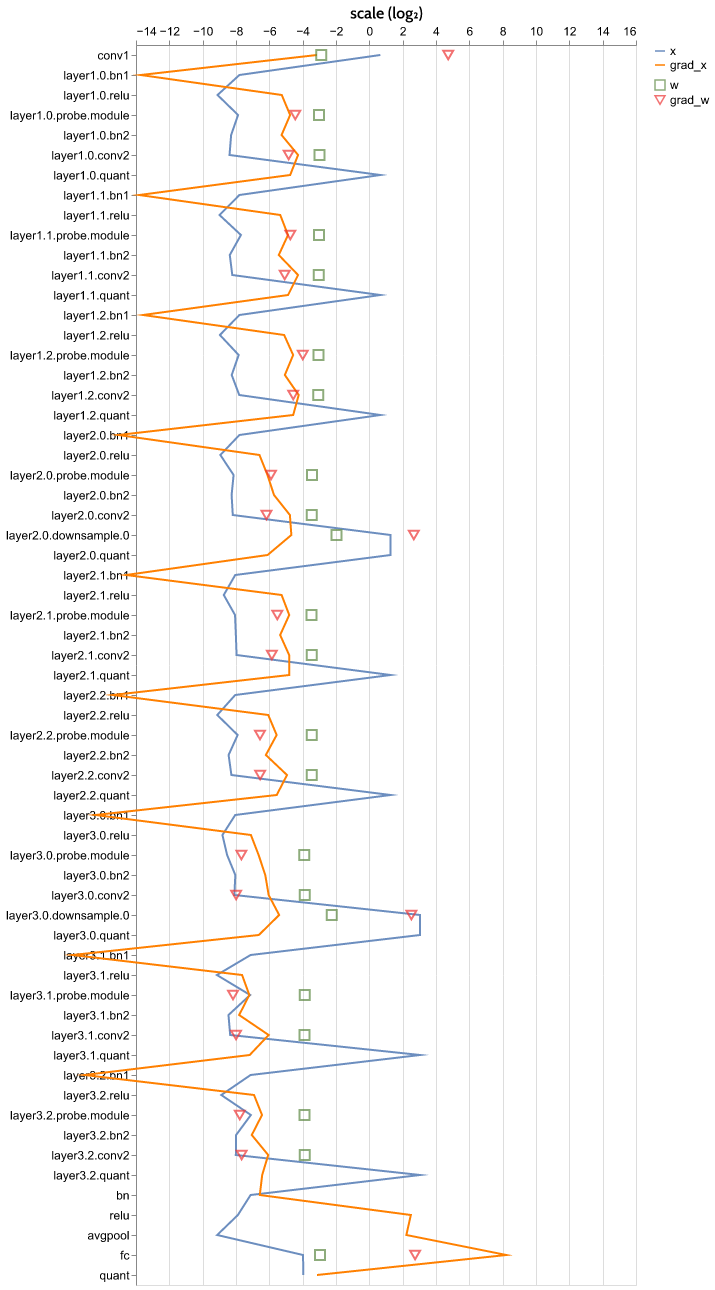 scale (log₂)
−14 −12 −10 −8 −6 −4 −2 0 2 4 6 8 10 12 14 16
x
grad_x
w
grad_w
conv1
layer1.0.bn1
layer1.0.relu
layer1.0.probe.module
layer1.0.bn2
layer1.0.conv2
layer1.0.quant
layer1.1.bn1
layer1.1.relu
layer1.1.probe.module
layer1.1.bn2
layer1.1.conv2
layer1.1.quant
layer1.2.bn1
layer1.2.relu
layer1.2.probe.module
layer1.2.bn2
layer1.2.conv2
layer1.2.quant
layer2.0.bn1
layer2.0.relu
layer2.0.probe.module
layer2.0.bn2
layer2.0.conv2
layer2.0.downsample.0
layer2.0.quant
layer2.1.bn1
layer2.1.relu
layer2.1.probe.module
layer2.1.bn2
layer2.1.conv2
layer2.1.quant
layer2.2.bn1
layer2.2.relu
layer2.2.probe.module
layer2.2.bn2
layer2.2.conv2
layer2.2.quant
layer3.0.bn1
layer3.0.relu
layer3.0.probe.module
layer3.0.bn2
layer3.0.conv2
layer3.0.downsample.0
layer3.0.quant
layer3.1.bn1
layer3.1.relu
layer3.1.probe.module
layer3.1.bn2
layer3.1.conv2
layer3.1.quant
layer3.2.bn1
layer3.2.relu
layer3.2.probe.module
layer3.2.bn2
layer3.2.conv2
layer3.2.quant
bn
relu
avgpool
fc
quant